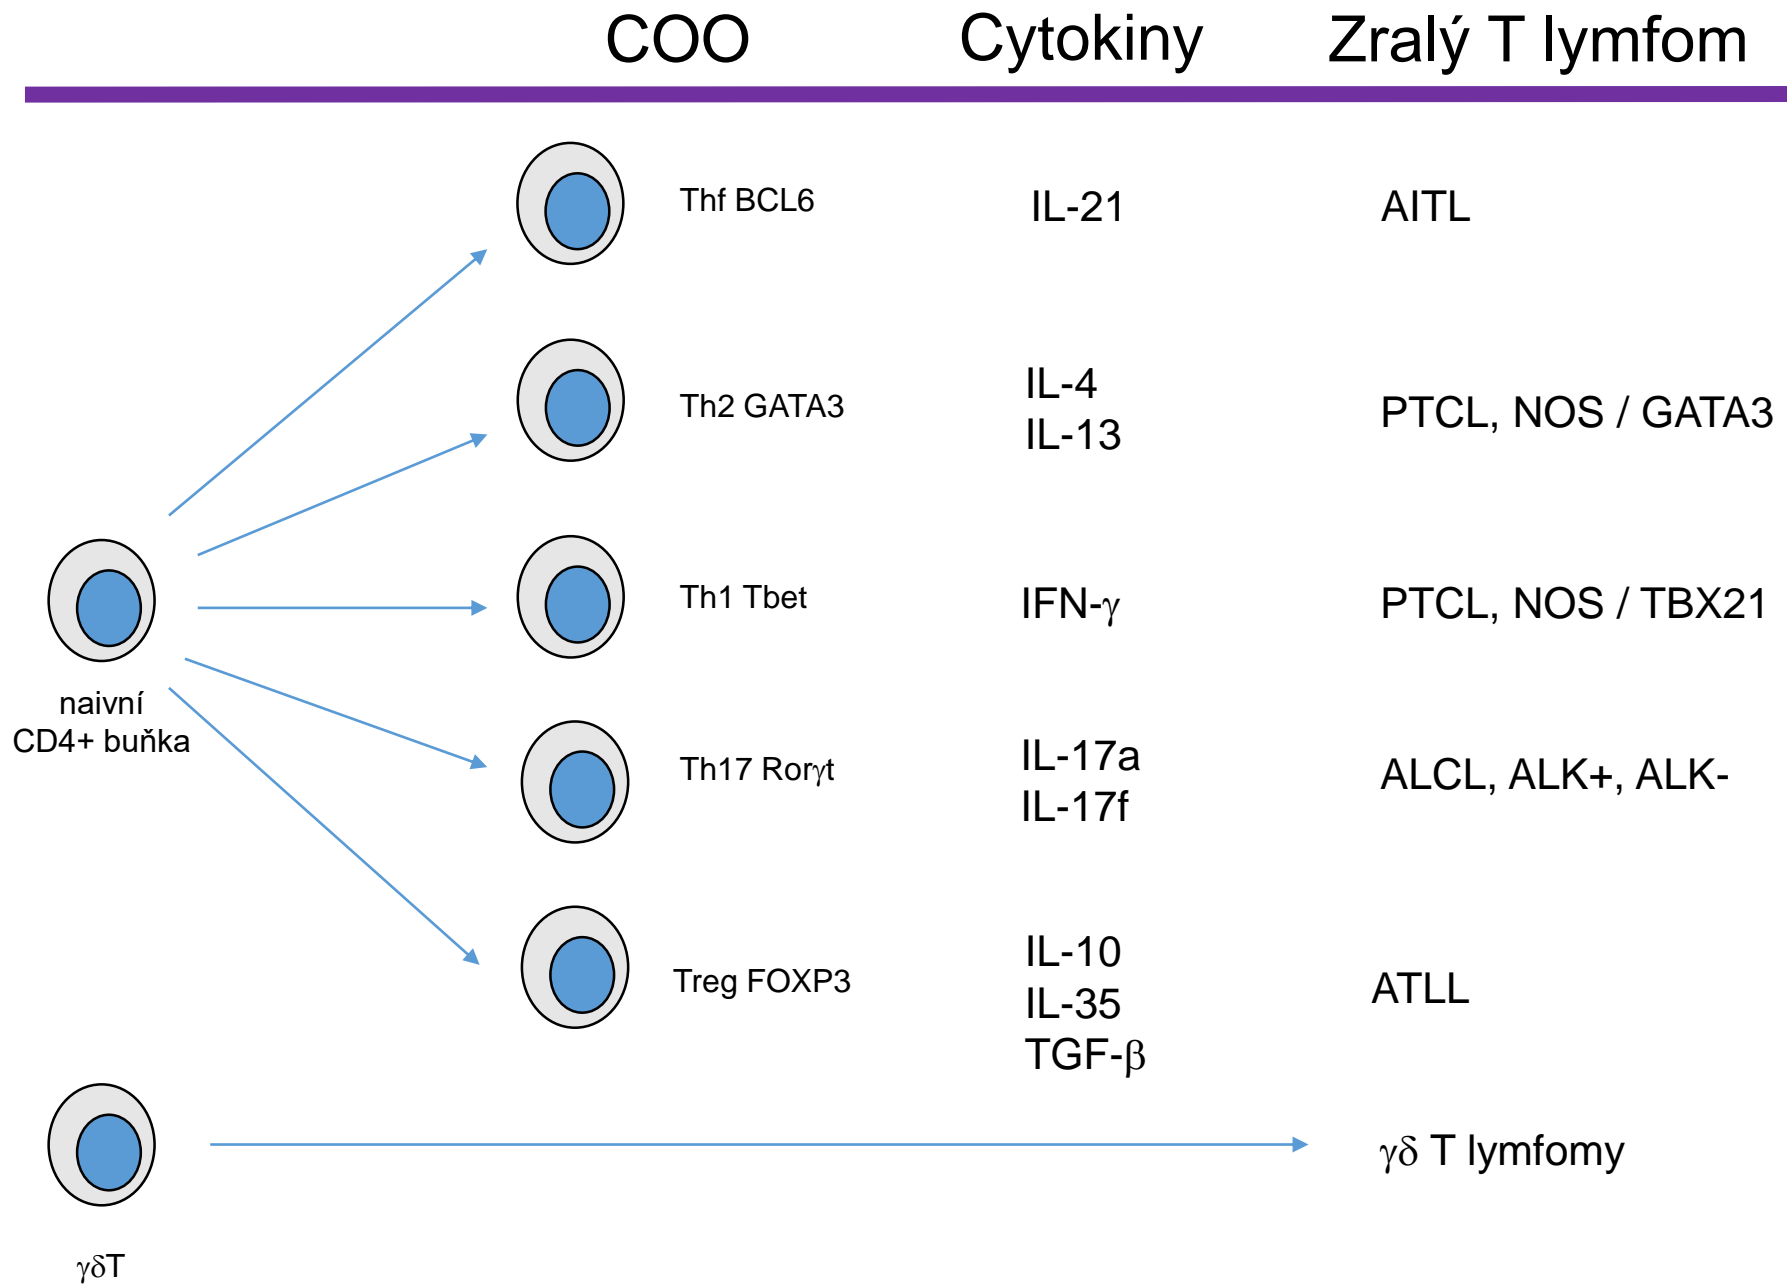 COO Cytokiny Zralý T lymfom
Thf BCL6 IL-21 AITL
IL-4
Th2 GATA3 PTCL, NOS / GATA3
IL-13
Th1 Tbet IFN-γ PTCL, NOS / TBX21
naivní
CD4+ buňka
IL-17a
Th17 Rorγt ALCL, ALK+, ALK-
IL-17f
IL-10
Treg FOXP3 IL-35 ATLL
TGF-β
γδ T lymfomy
γδT